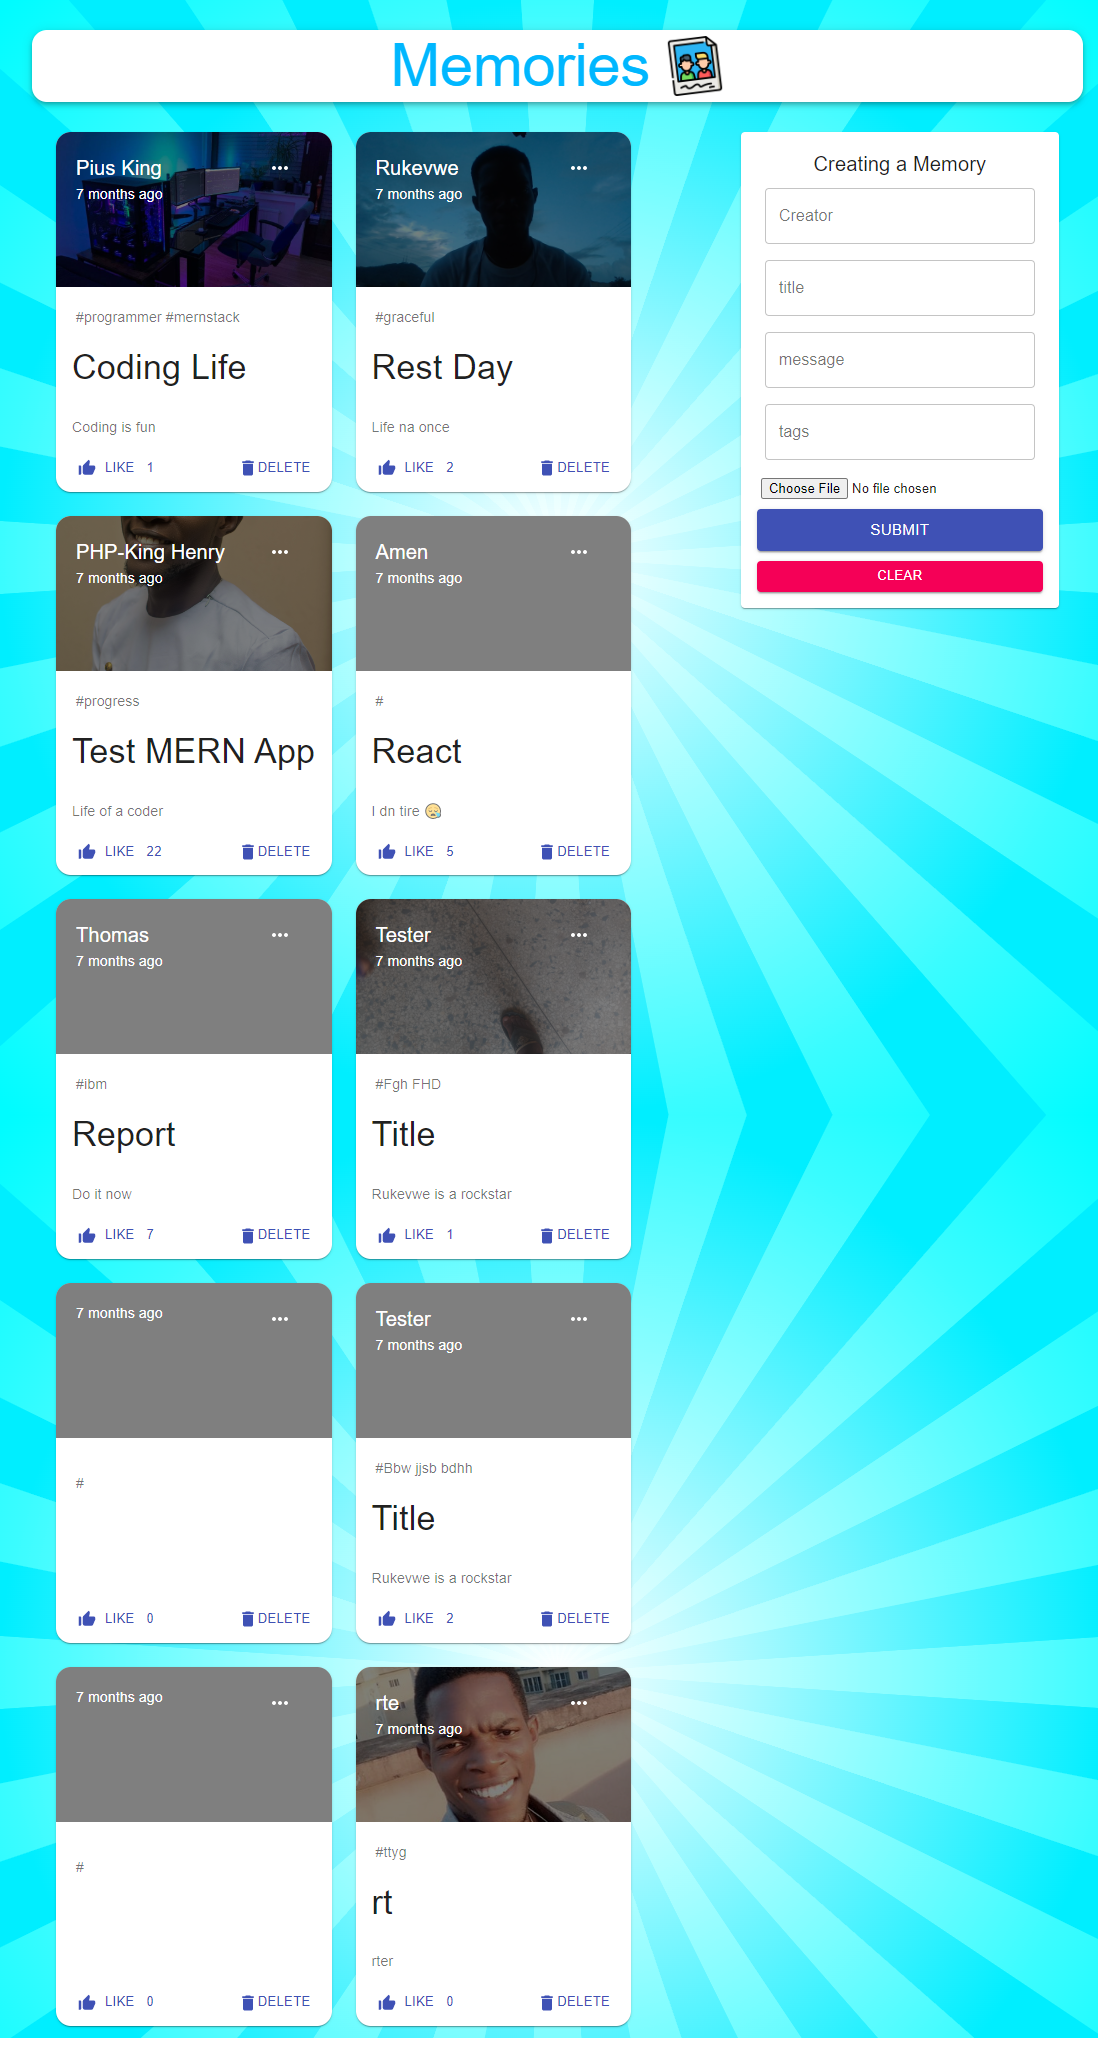 Memories
Pius King
7 months ago
#programmer #mernstack
Coding Life
Coding is fun
LIKE 1 DELETE
Rukevwe
7 months ago
#graceful
Rest Day
Life na once
LIKE 2 DELETE
PHP-King Henry
7 months ago
#progress
Test MERN App
Life of a coder
LIKE 22 DELETE
Amen
7 months ago
#
React
I dn tire 😪
LIKE 5 DELETE
Thomas
7 months ago
#ibm
Report
Do it now
LIKE 7 DELETE
Tester
7 months ago
#Fgh FHD
Title
Rukevwe is a rockstar
LIKE 1 DELETE
7 months ago
#
LIKE 0 DELETE
Tester
7 months ago
#Bbw jjsb bdhh
Title
Rukevwe is a rockstar
LIKE 2 DELETE
7 months ago
#
LIKE 0 DELETE
rte
7 months ago
#ttyg
rt
rter
LIKE 0 DELETE
Creating a Memory
Creator
title
message
tags
Choose File No file chosen
SUBMIT
CLEAR